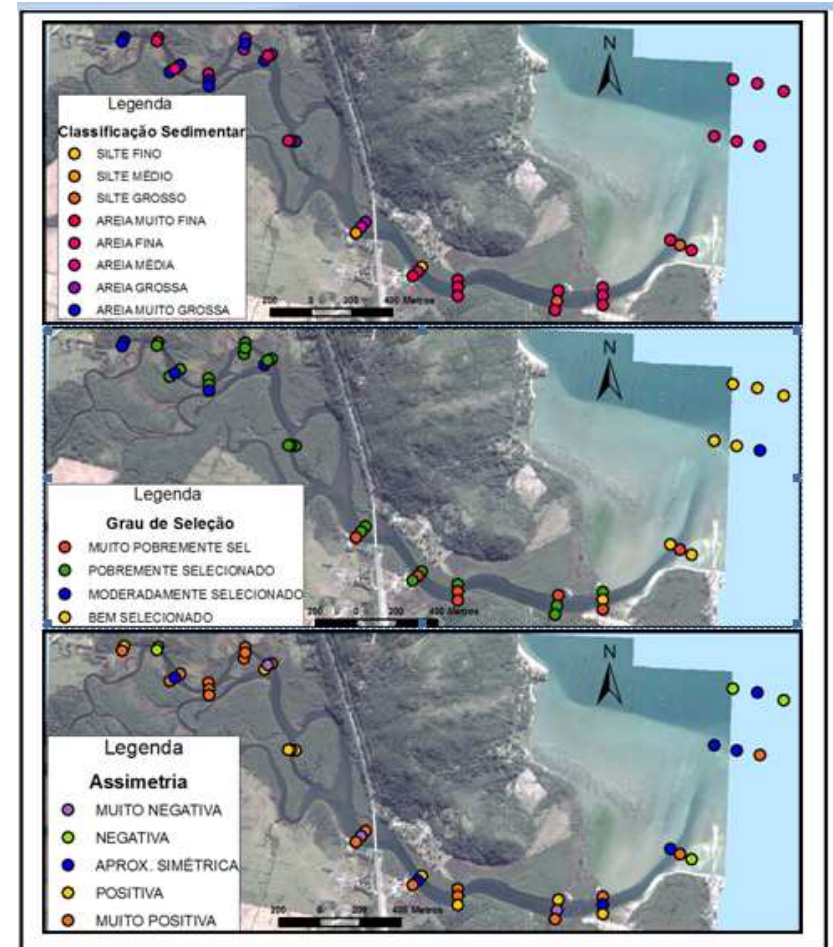 N
Legenda
Classificação Sedimentar
SILTE FINO
SILTE MÉDIO
SILTE GROSSO
AREIA MUITO FINA
AREIA FINA
AREIA MÉDIA
AREIA GROSSA
AREIA MUITO GROSSA
200 0 200 400 Metros
N
Legenda
Grau de Seleção
MUITO POBREMENTE SEL
POBREMENTE SELECIONADO
MODERADAMENTE SELECIONADO
BEM SELECIONADO
200 0 200 400 Metros
N
Legenda
Assimetria
MUITO NEGATIVA
NEGATIVA
APROX. SIMÉTRICA
POSITIVA
MUITO POSITIVA
200 0 200 400 Metros